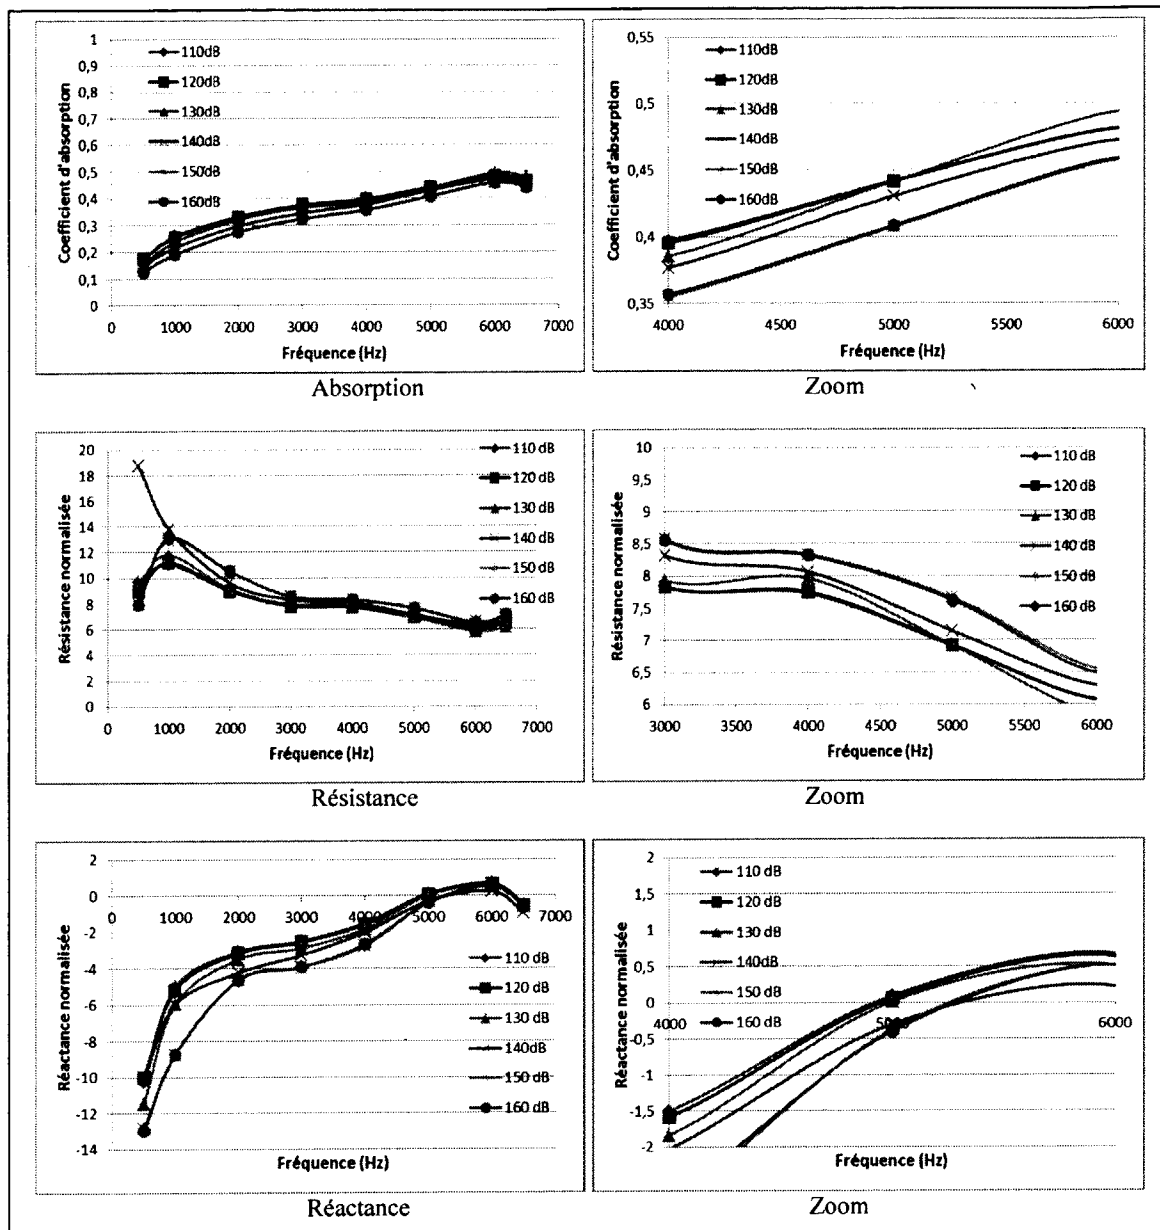 Coefficient d'absorption
1
0,9
0,8
0,7
0,6
0,5
0,4
0,3
0,2
0,1
0
110dB
120dB
130dB
140dB
150dB
160dB
0 1000 2000 3000 4000 5000 6000 7000
Fréquence (Hz)
Absorption
Coefficient d'absorption
0,55
0,5
0,45
0,4
0,35
110dB
120dB
130dB
140dB
150dB
160dB
4000 4500 5000 5500 6000
Fréquence (Hz)
Zoom
Résistance normalisée
20
18
16
14
12
10
8
6
4
2
0
110 dB
120 dB
130 dB
140 dB
150 dB
160 dB
0 1000 2000 3000 4000 5000 6000 7000
Fréquence (Hz)
Résistance
Résistance normalisée
10
9,5
9
8,5
8
7,5
7
6,5
6
110 dB
120 dB
130 dB
140 dB
150 dB
160 dB
3000 3500 4000 4500 5000 5500 6000
Fréquence (Hz)
Zoom
Réactance normalisée
2
0
-2
-4
-6
-8
-10
-12
-14
0 1000 2000 3000 4000 5000 6000 7000
110 dB
120 dB
130 dB
140dB
150 dB
160 dB
Fréquence (Hz)
Réactance
Réactance normalisée
2
1,5
1
0,5
0
-0,5
-1
-1,5
-2
110 dB
120 dB
130 dB
140dB
150 dB
160 dB
4000 5000 6000
Fréquence (Hz)
Zoom